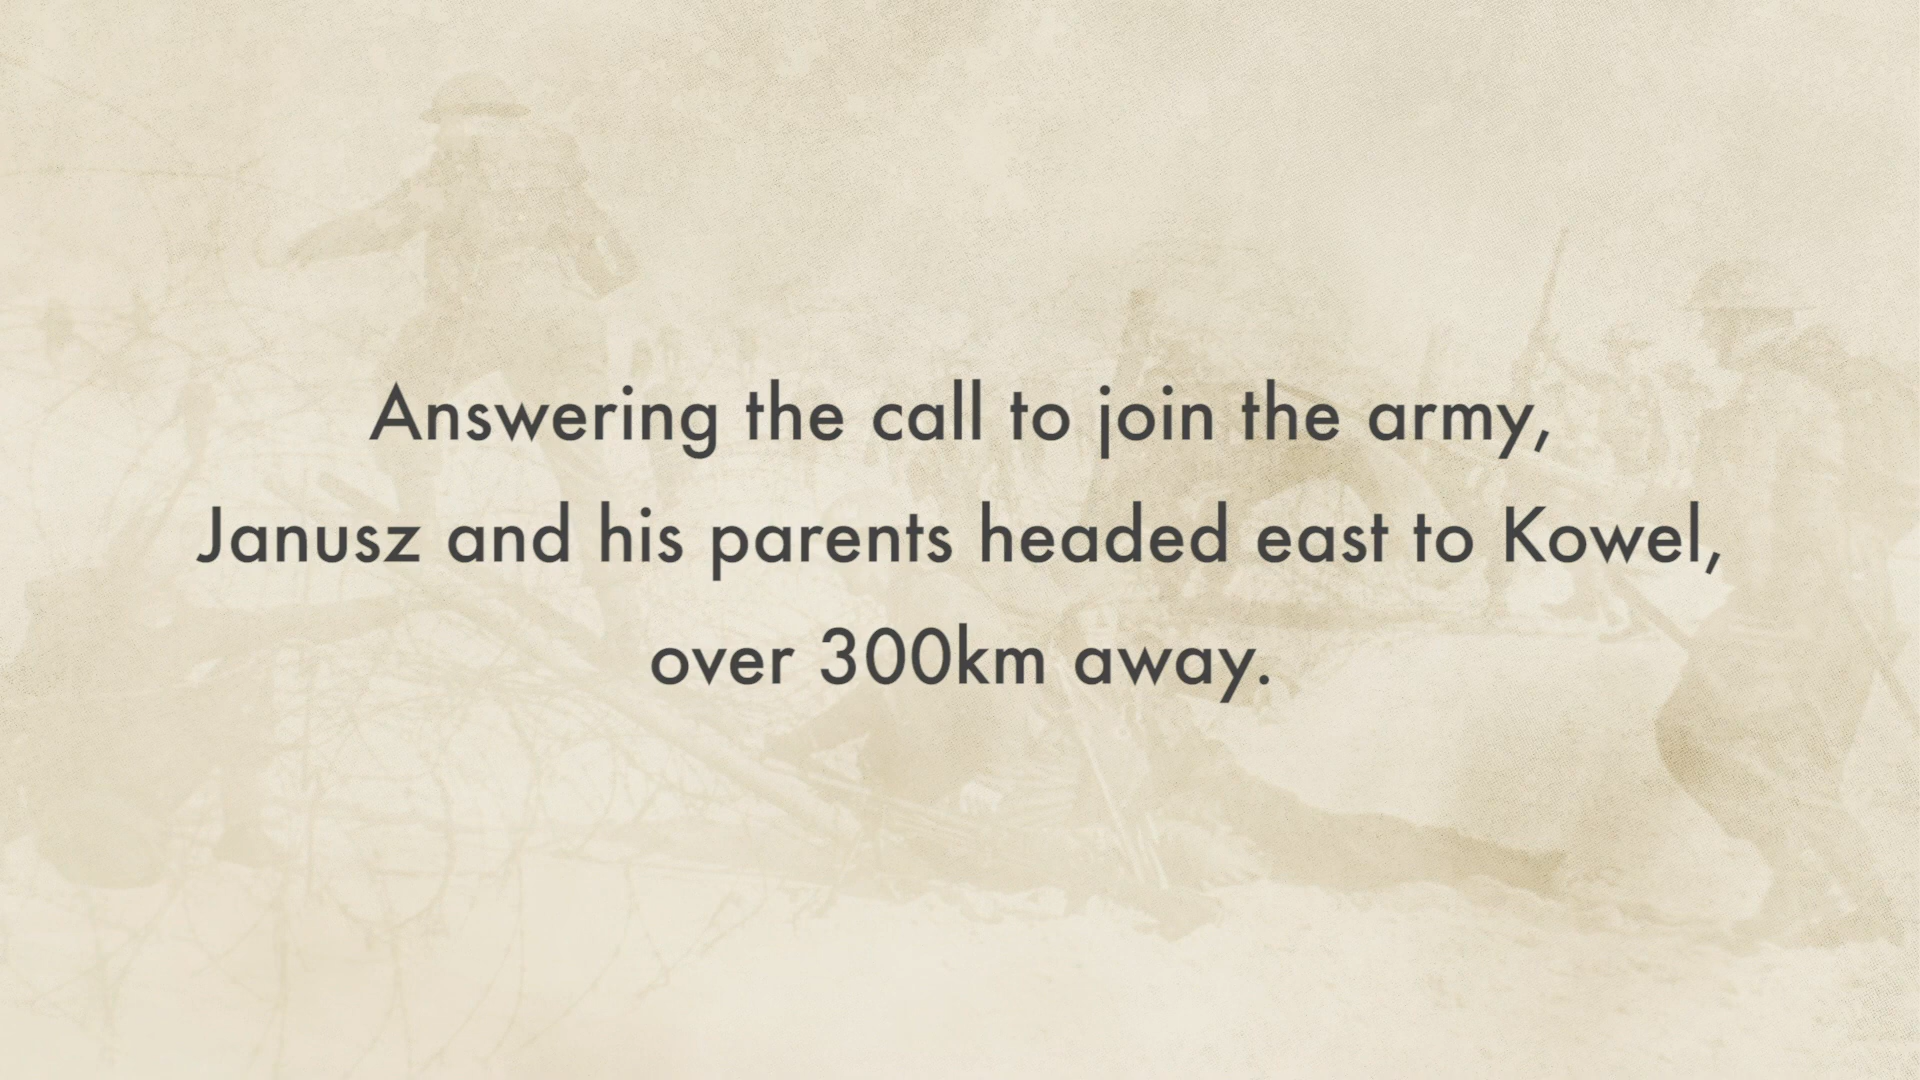 Answering the call to join the army,
Janusz and his parents headed east to Kowel,
over 300km away.